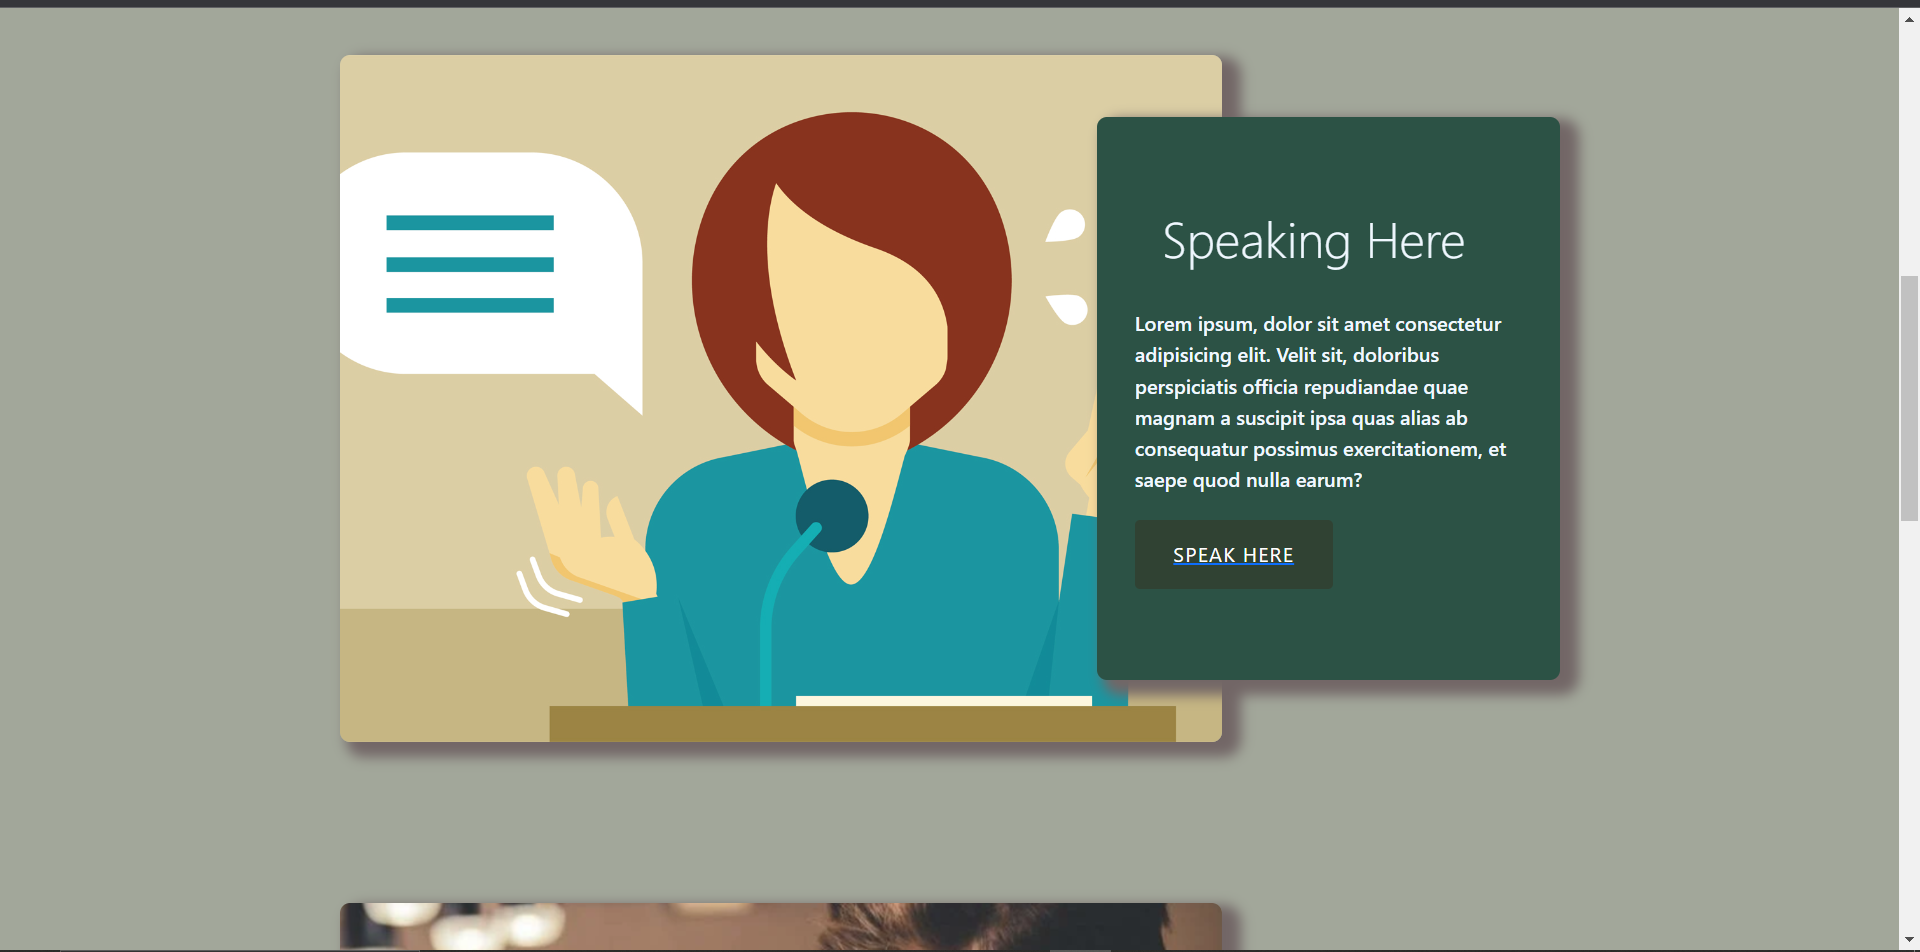 Speaking Here
Lorem ipsum, dolor sit amet consectetur
adipisicing elit. Velit sit, doloribus
perspiciatis officia repudiandae quae
magnam a suscipit ipsa quas alias ab
consequatur possimus exercitationem, et
saepe quod nulla earum?
SPEAK HERE